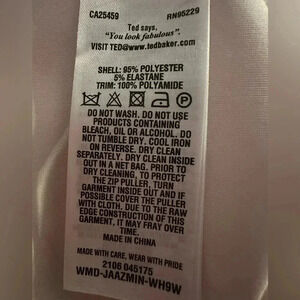 CA25459 RN95229
Ted says,
"You look fabulous".
VISIT TED@www.tedbaker.com
SHELL: 95% POLYESTER
5% ELASTANE
TRIM: 100% POLYAMIDE
P
DO NOT WASH. DO NOT USE
PRODUCTS CONTAINING
BLEACH, OIL OR ALCOHOL. DO
NOT TUMBLE DRY. COOL IRON
ON REVERSE. DRY CLEAN
SEPARATELY. DRY CLEAN INSIDE
OUT IN A NET BAG. PRIOR TO
DRY CLEANING, TO PROTECT
THE ZIP PULLER, TURN
GARMENT INSIDE OUT AND IF
POSSIBLE COVER THE PULLER
WITH CLOTH. DUE TO THE RAW
EDGE CONSTRUCTION OF THIS
GARMENT, IT MAY FRAY OVER
TIME.
MADE IN CHINA
MADE WITH CARE, WEAR WITH PRIDE
2106 045175
WMD-JAAZMIN-WH9W